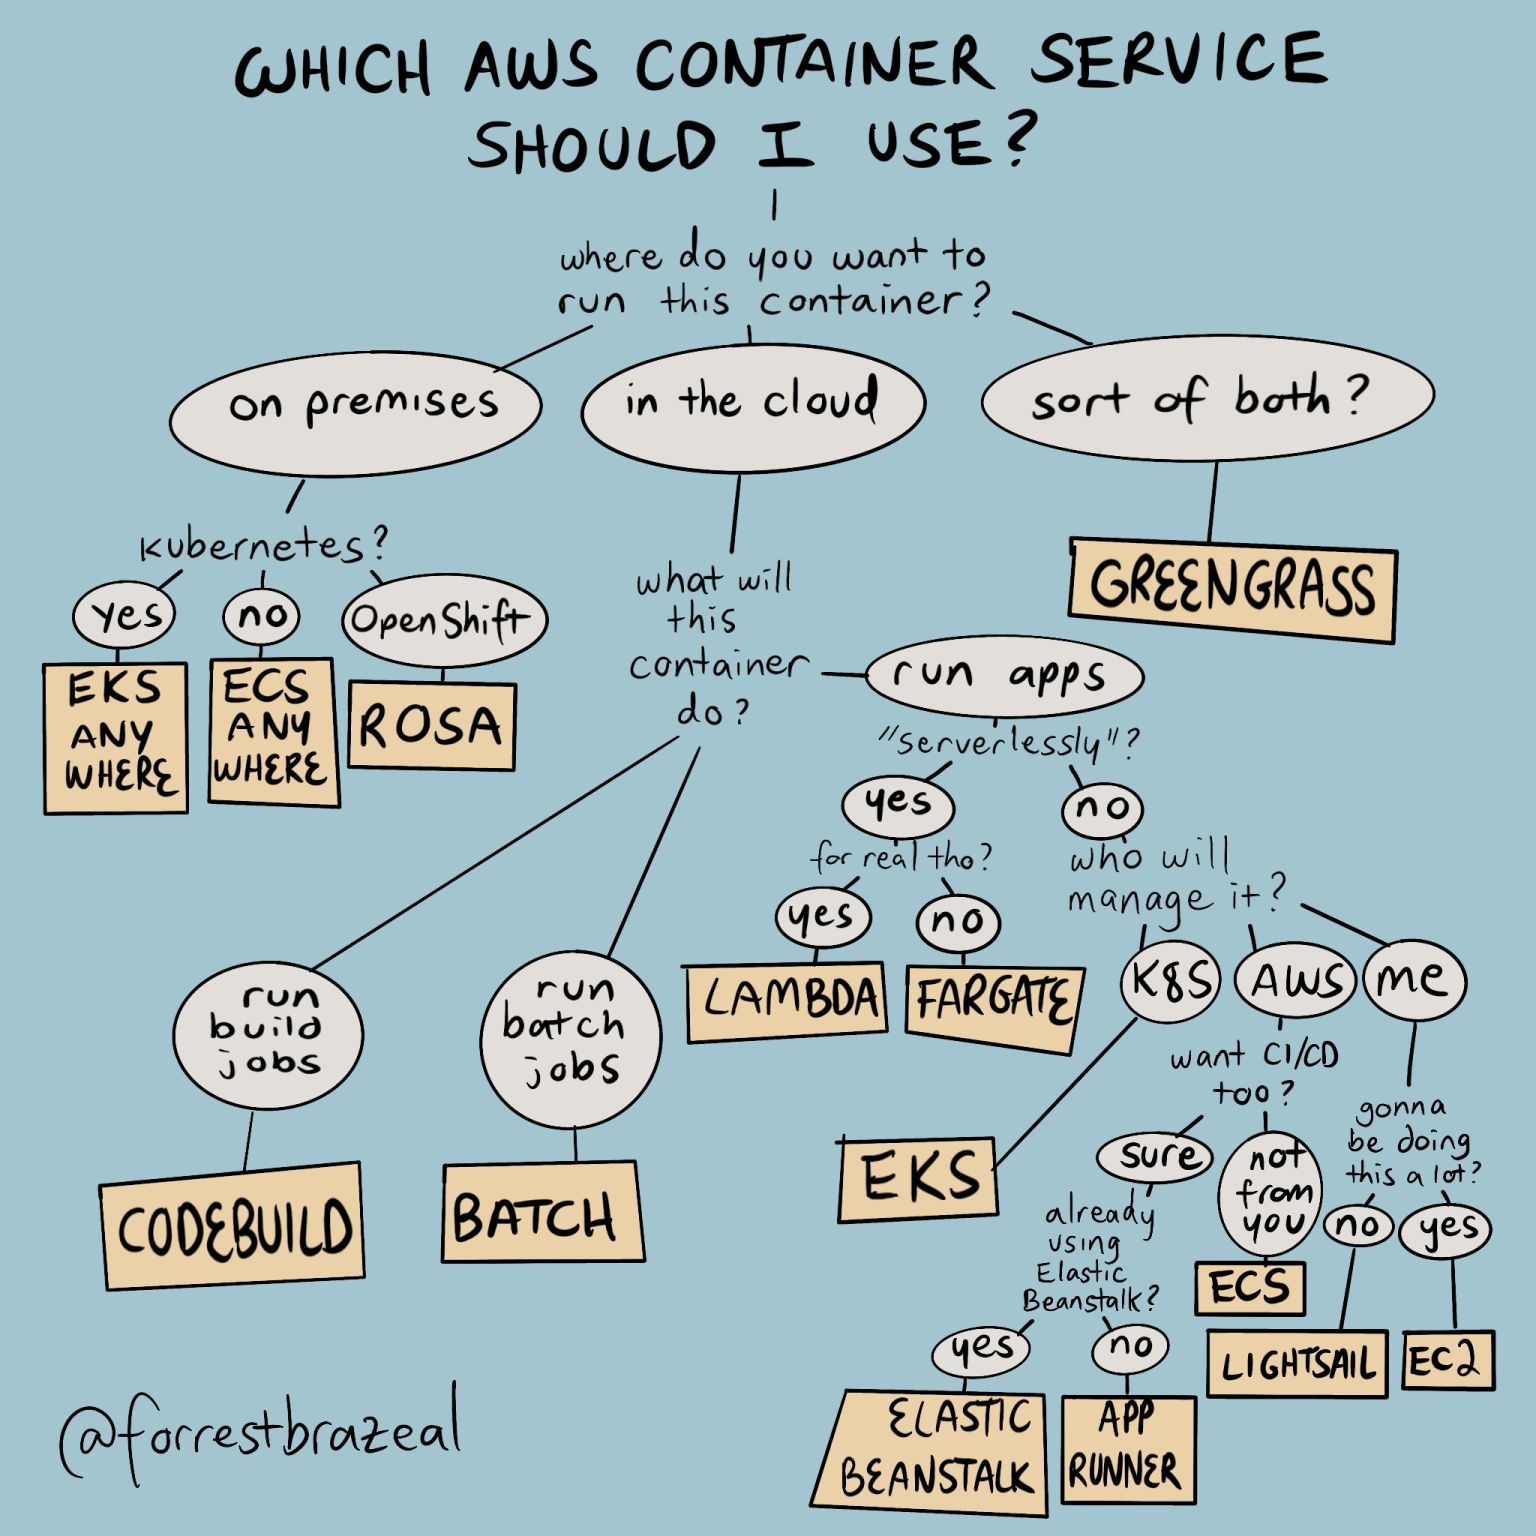 WHICH AWS CONTAINER SERVICE
SHOULD I USE?
where do you want to
run this container?
on premises
in the cloud
sort of both?
kubernetes?
yes
no
OpenShift
EKS
ANY
WHERE
ECS
ANY
WHERE
ROSA
GREENGRASS
what will
this
container
do?
run apps
"serverlessly"?
yes
no
for real tho?
yes
no
LAMBDA
FARGATE
who will
manage it?
K8S
AWS
me
run
build
jobs
run
batch
jobs
CODEBUILD
BATCH
EKS
want CI/CD
too?
sure
not
from
you
already
using
Elastic
Beanstalk?
yes
no
ECS
gonna
be doing
this a lot?
no
yes
LIGHTSAIL
EC2
ELASTIC
BEANSTALK
APP
RUNNER
@forrestbrazeal